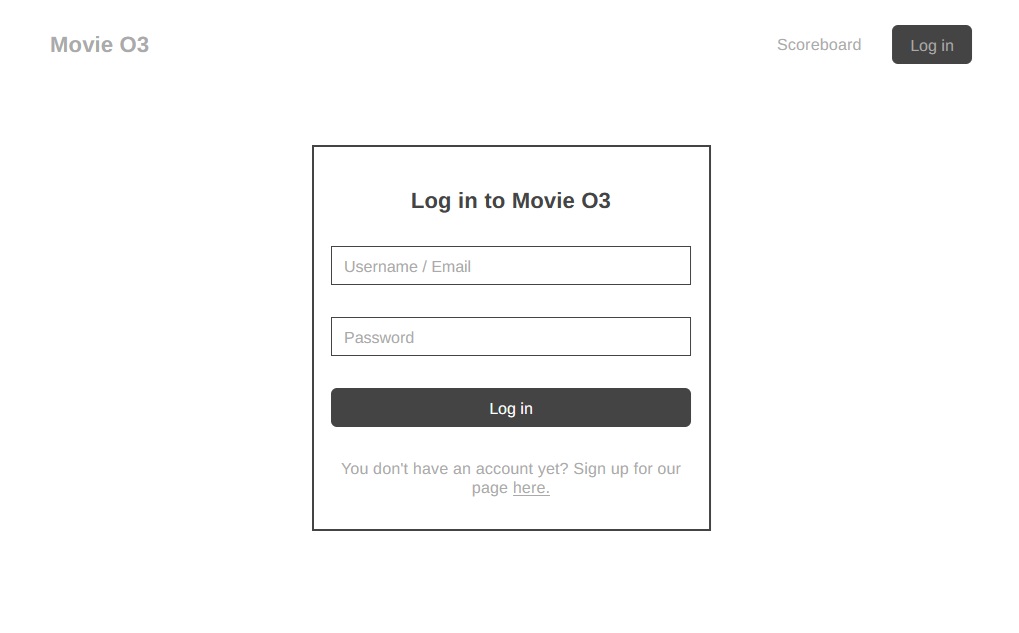 Movie O3
Scoreboard
Log in
Log in to Movie O3
Username / Email
Password
Log in
You don't have an account yet? Sign up for our
page here.